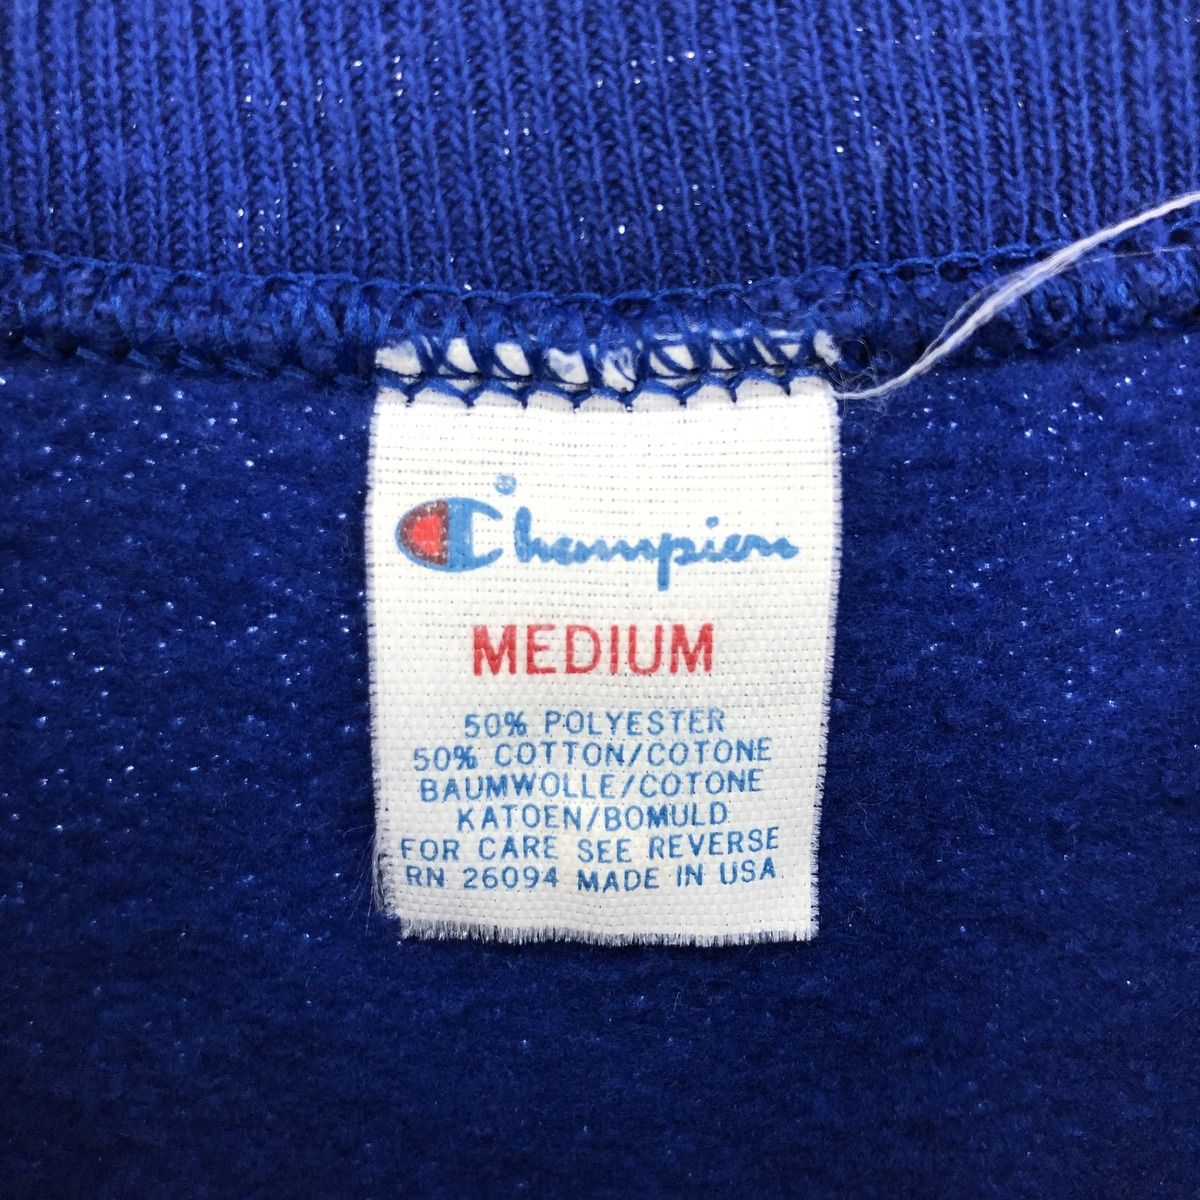 Champion®
MEDIUM
50% POLYESTER
50% COTTON/COTONE
BAUMWOLLE/COTONE
KATOEN/BOMULD
FOR CARE SEE REVERSE
RN 26094 MADE IN USA